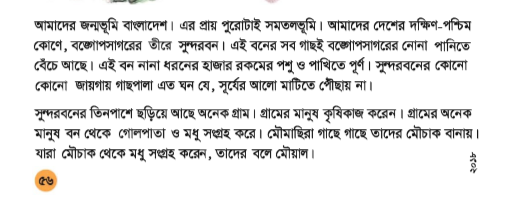 আমাদের জন্মভূমি বাংলাদেশ। এর প্রায় পুরোটাই সমতলভূমি। আমাদের দেশের দক্ষিণ-পশ্চিম
কোণে, বঙ্গোপসাগরের তীরে সুন্দরবন। এই বনের সব গাছই বঙ্গোপসাগরের নোনা পানিতে
বেঁচে আছে। এই বন নানা ধরনের হাজার রকমের পশু ও পাখিতে পূর্ণ। সুন্দরবনের কোনো
কোনো জায়গায় গাছপালা এত ঘন যে, সূর্যের আলো মাটিতে পৌঁছায় না।
সুন্দরবনের তিনপাশে ছড়িয়ে আছে অনেক গ্রাম। গ্রামের মানুষ কৃষিকাজ করেন। গ্রামের অনেক
মানুষ বন থেকে গোলপাতা ও মধু সংগ্রহ করে। মৌমাছিরা গাছে গাছে তাদের মৌচাক বানায়।
যারা মৌচাক থেকে মধু সংগ্রহ করেন, তাদের বলে মৌয়াল।
৫৬
২০১৮